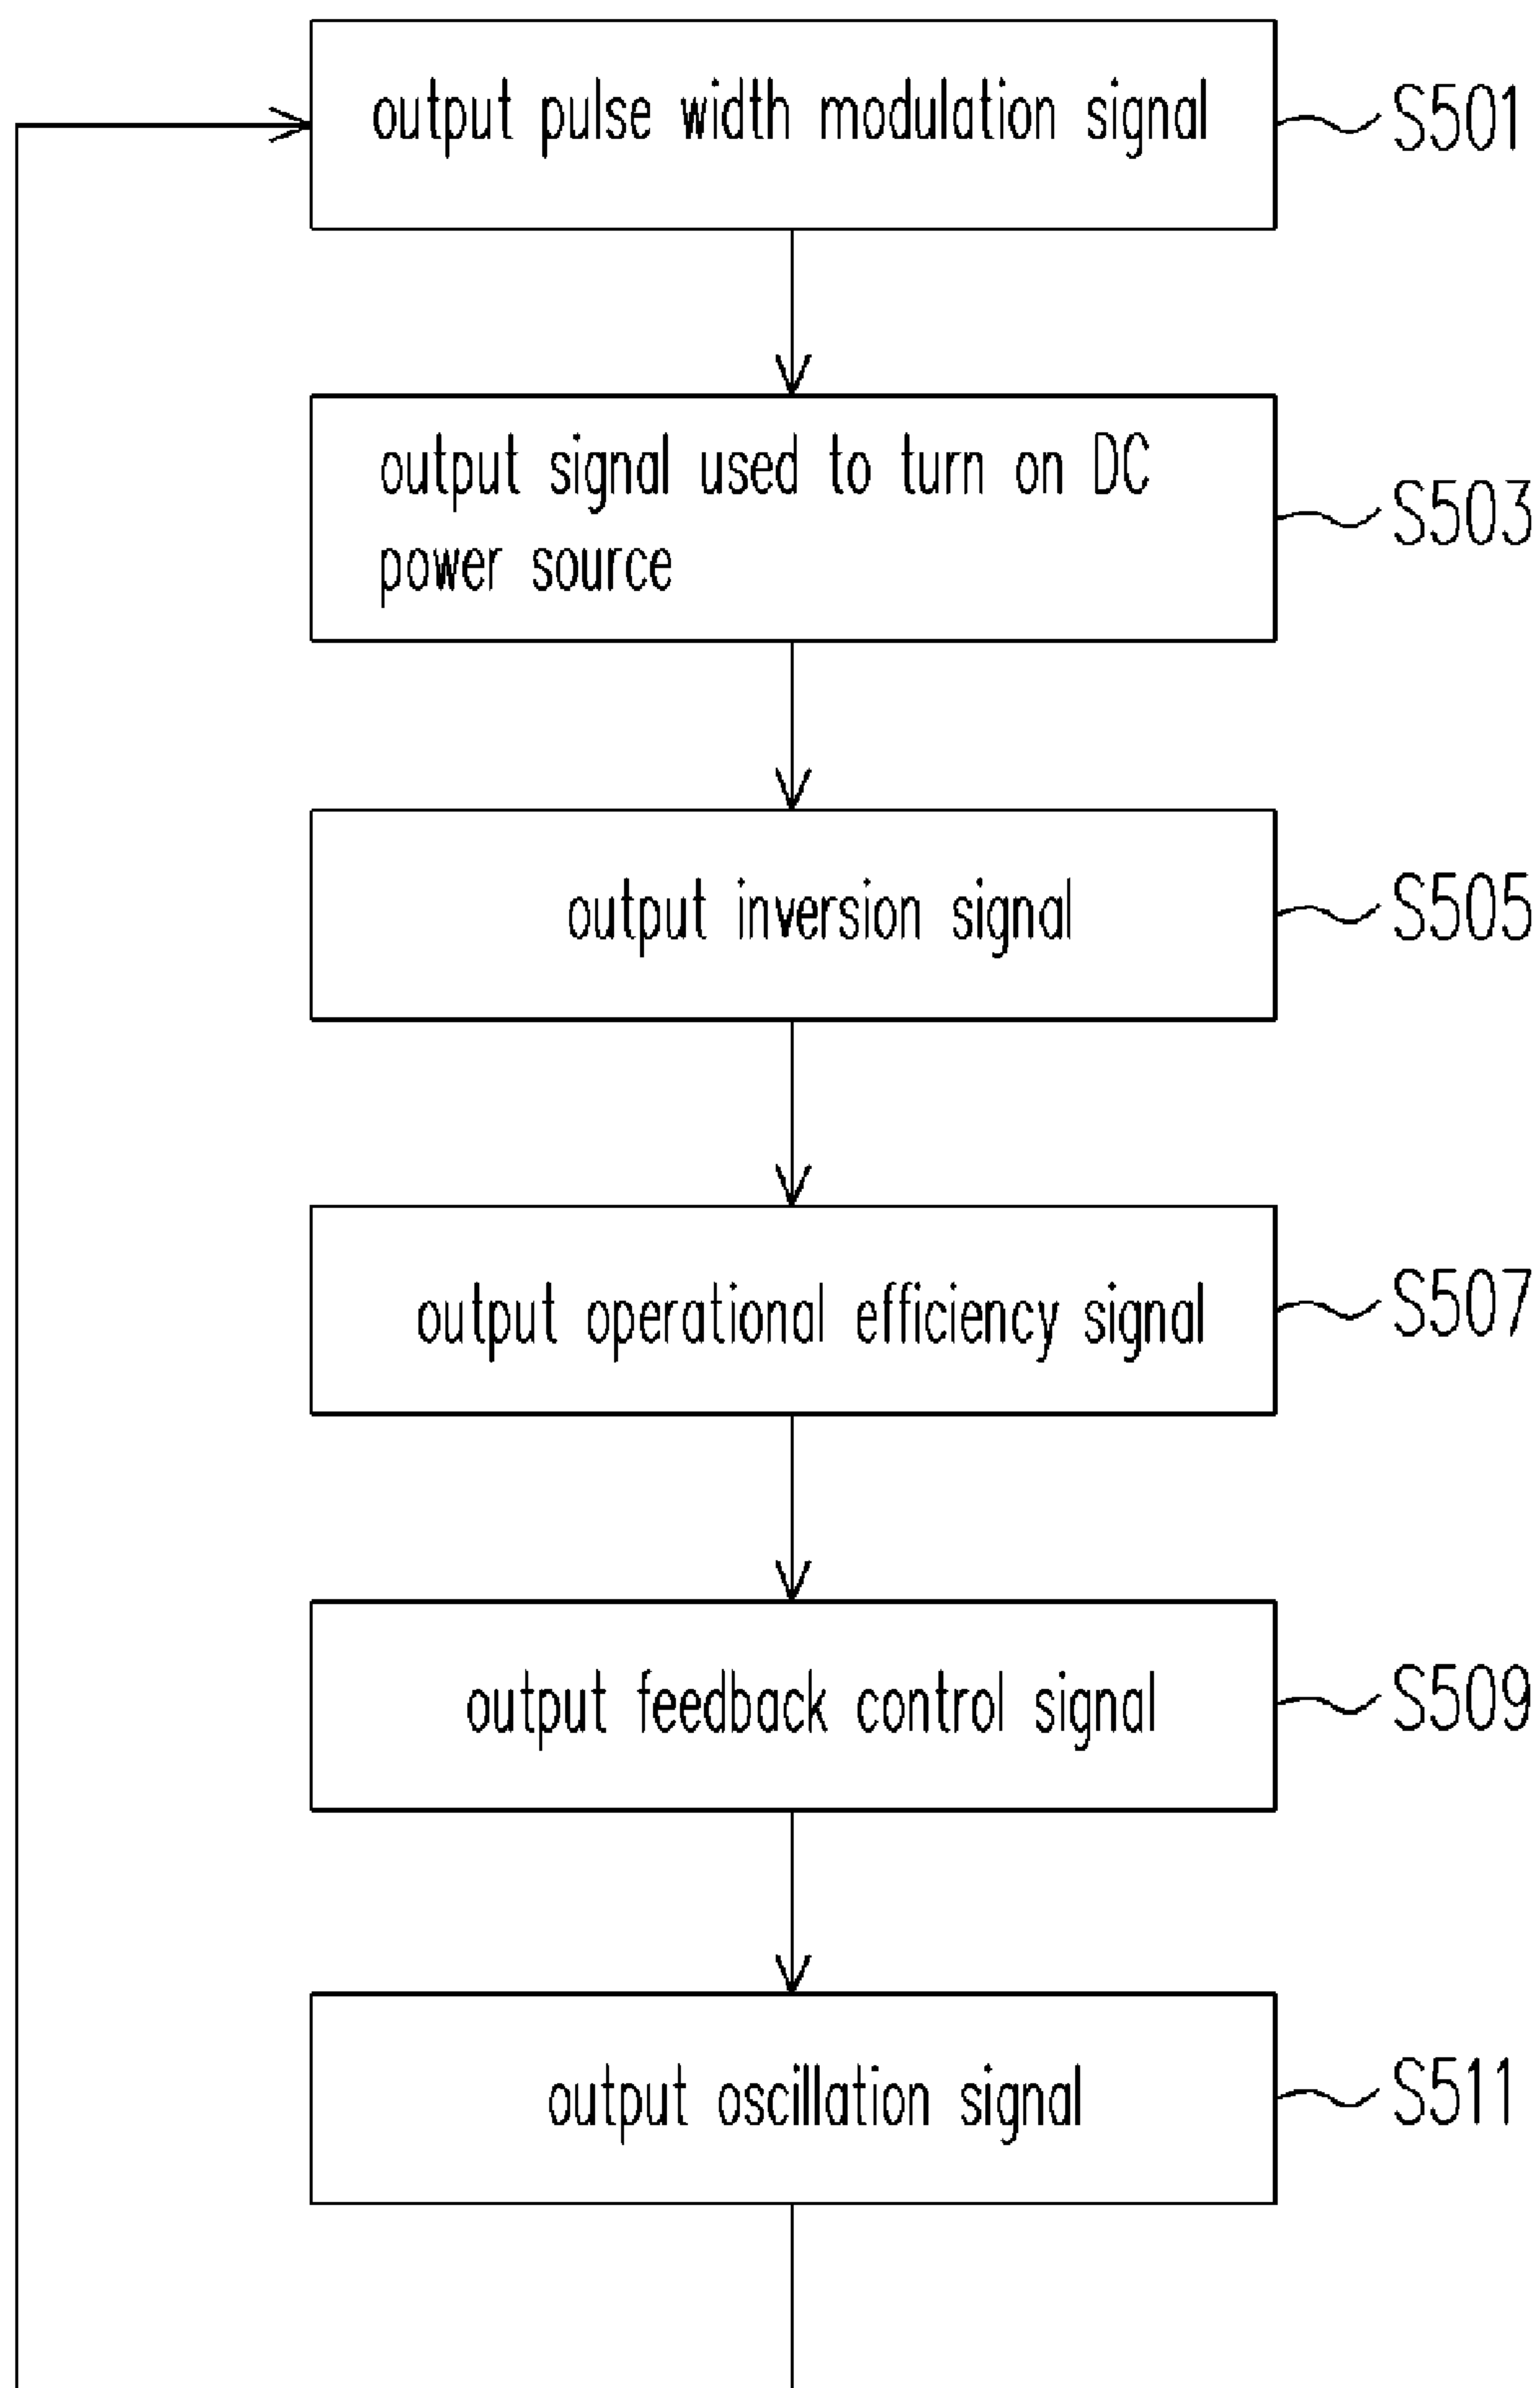 output pulse width modulation signal
S501
output signal used to turn on DC
power source
S503
output inversion signal
S505
output operational efficiency signal
S507
output feedback control signal
S509
output oscillation signal
S511